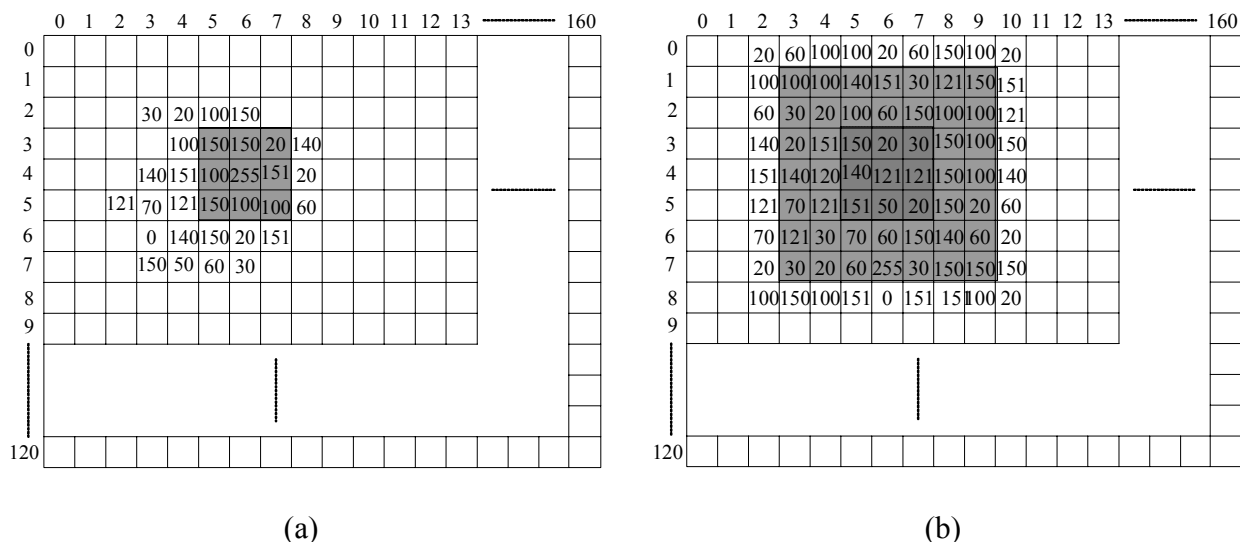 0 1 2 3 4 5 6 7 8 9 10 11 12 13 160
0
1
2 30 20 100 150
3 100 150 150 20 140
4 140 151 100 255 151 20
5 121 70 121 150 100 100 60
6 0 140 150 20 151
7 150 50 60 30
8
9
120
(a)
0 1 2 3 4 5 6 7 8 9 10 11 12 13 160
0 20 60 100 100 20 60 150 100 20
1 100 100 100 140 151 30 121 150 151
2 60 30 20 100 60 150 100 100 121
3 140 20 151 150 20 30 150 100 150
4 151 140 120 140 121 121 150 100 140
5 121 70 121 151 50 20 150 20 60
6 70 121 30 70 60 150 140 60 20
7 20 30 20 60 255 30 150 150 150
8 100 150 100 151 0 151 151 100 20
9
120
(b)